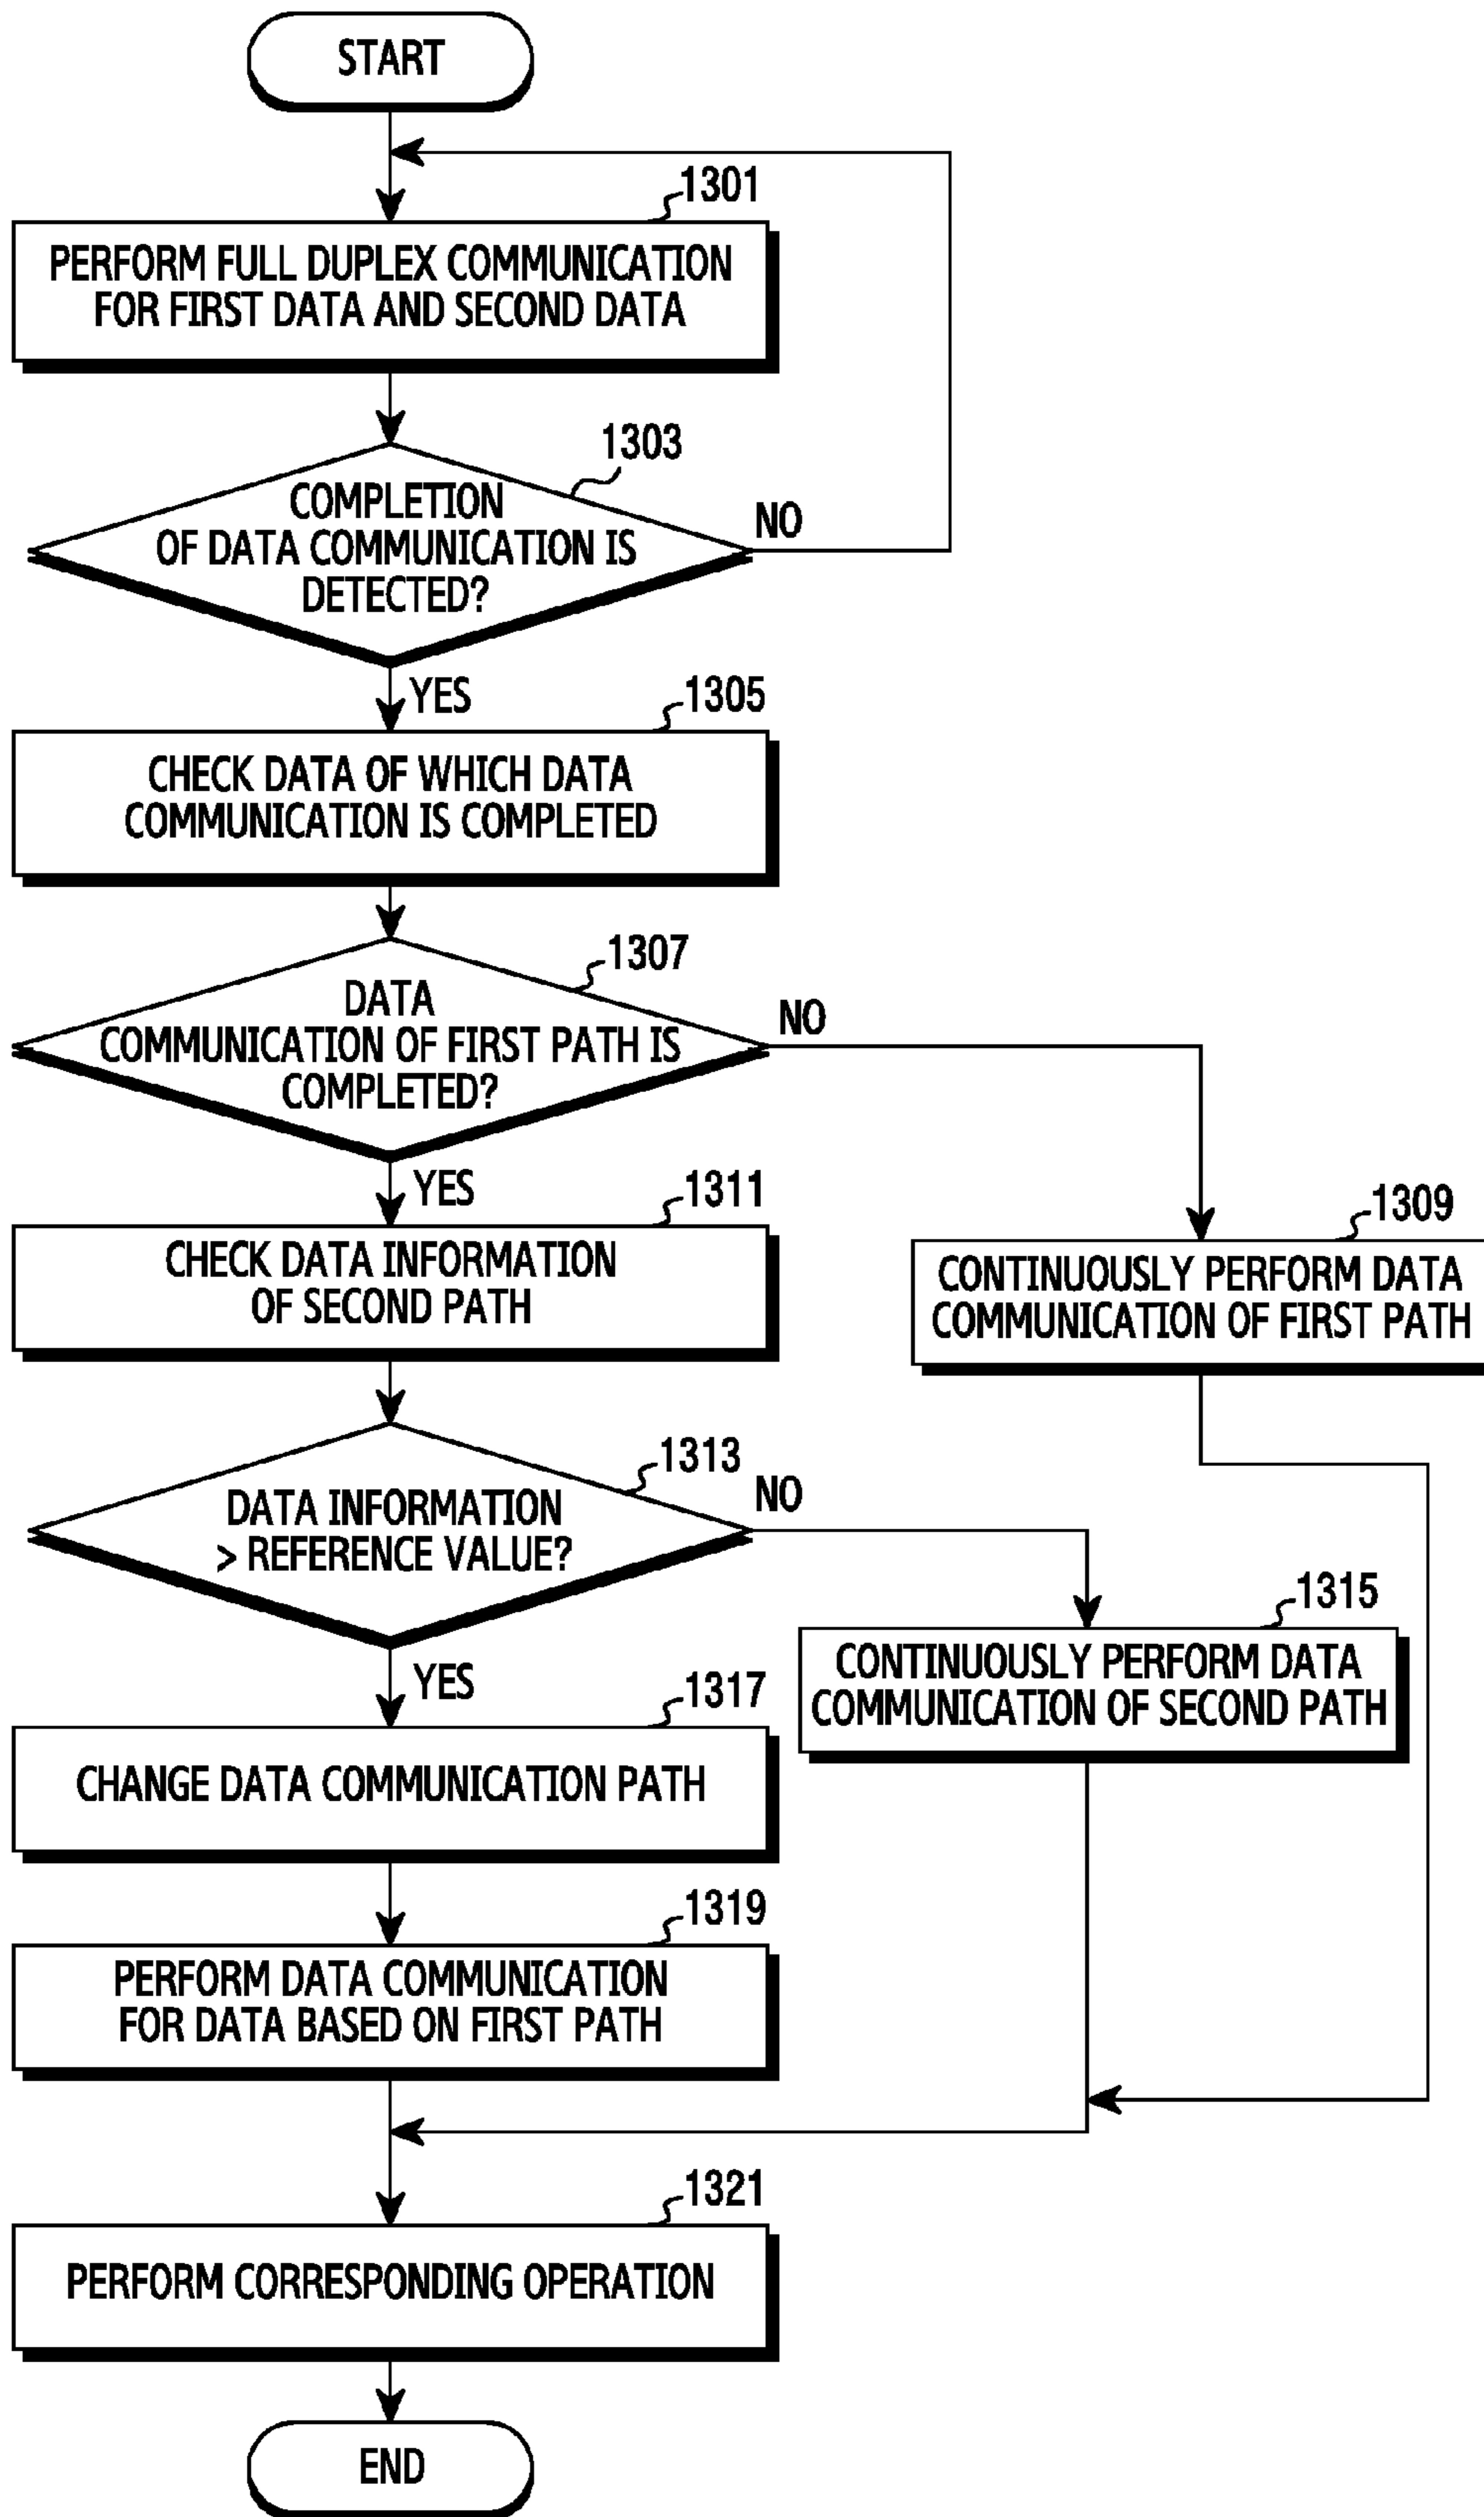 START
1301
PERFORM FULL DUPLEX COMMUNICATION
FOR FIRST DATA AND SECOND DATA
1303
COMPLETION
OF DATA COMMUNICATION IS
DETECTED?
NO
YES
1305
CHECK DATA OF WHICH DATA
COMMUNICATION IS COMPLETED
1307
DATA
COMMUNICATION OF FIRST PATH IS
COMPLETED?
NO
YES
1311
CHECK DATA INFORMATION
OF SECOND PATH
1309
CONTINUOUSLY PERFORM DATA
COMMUNICATION OF FIRST PATH
1313
DATA INFORMATION
> REFERENCE VALUE?
NO
YES
1315
CONTINUOUSLY PERFORM DATA
COMMUNICATION OF SECOND PATH
1317
CHANGE DATA COMMUNICATION PATH
1319
PERFORM DATA COMMUNICATION
FOR DATA BASED ON FIRST PATH
1321
PERFORM CORRESPONDING OPERATION
END